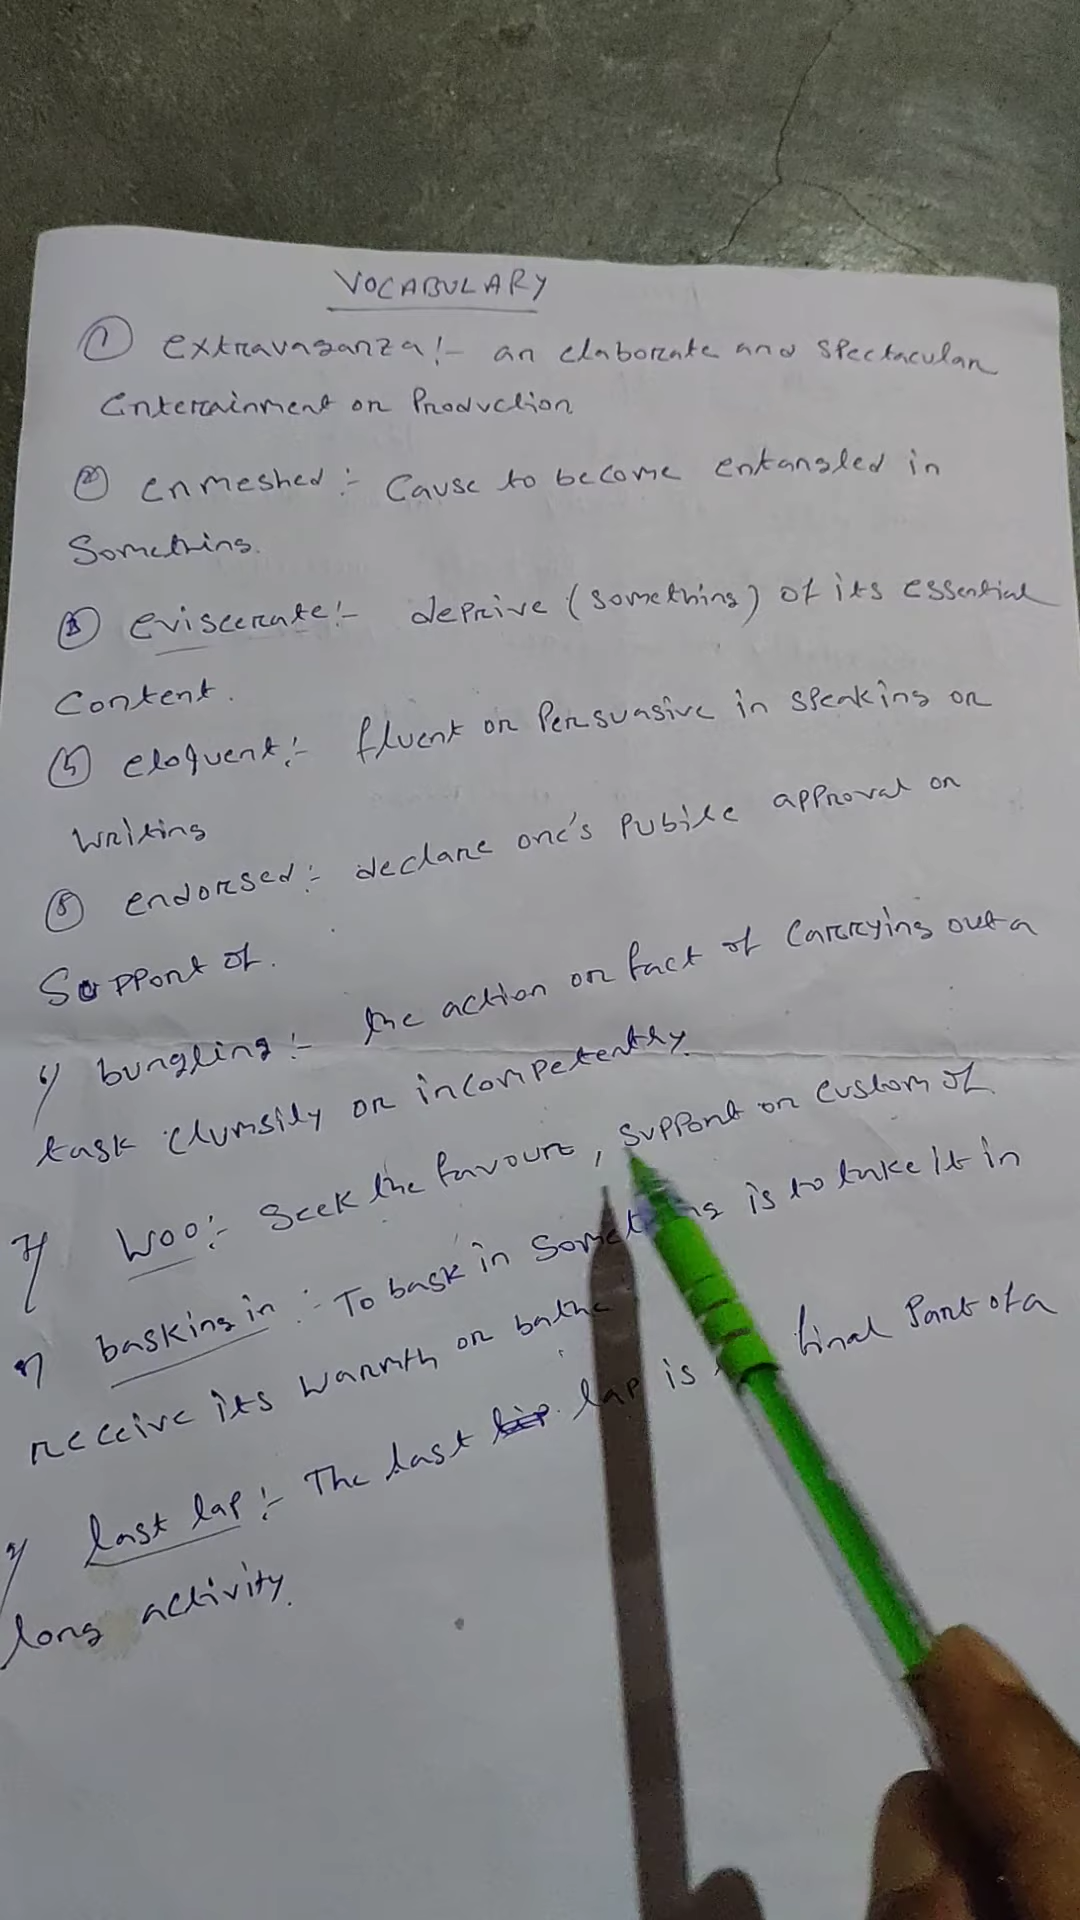 VOCABULARY
① extravaganza:- an elaborate and spectacular
Entertainment or Production
② enmeshed:- Cause to become entangled in
Something.
③ eviscerate:- deprive (something) of its essential
Content.
eloquent:- fluent or Persuasive in speaking or
Writing
endorsed:- declare one's Public approval or
Support of.
6) bungling:- the action or fact of Carrying out a
task clumsily or incompetently.
7) Woo:- Seek the favour, support or custom of
basking in:- To bask in Something is to take it in
receive its Warmth or bathe
last lap:- The last lap is final Part of a
long activity.